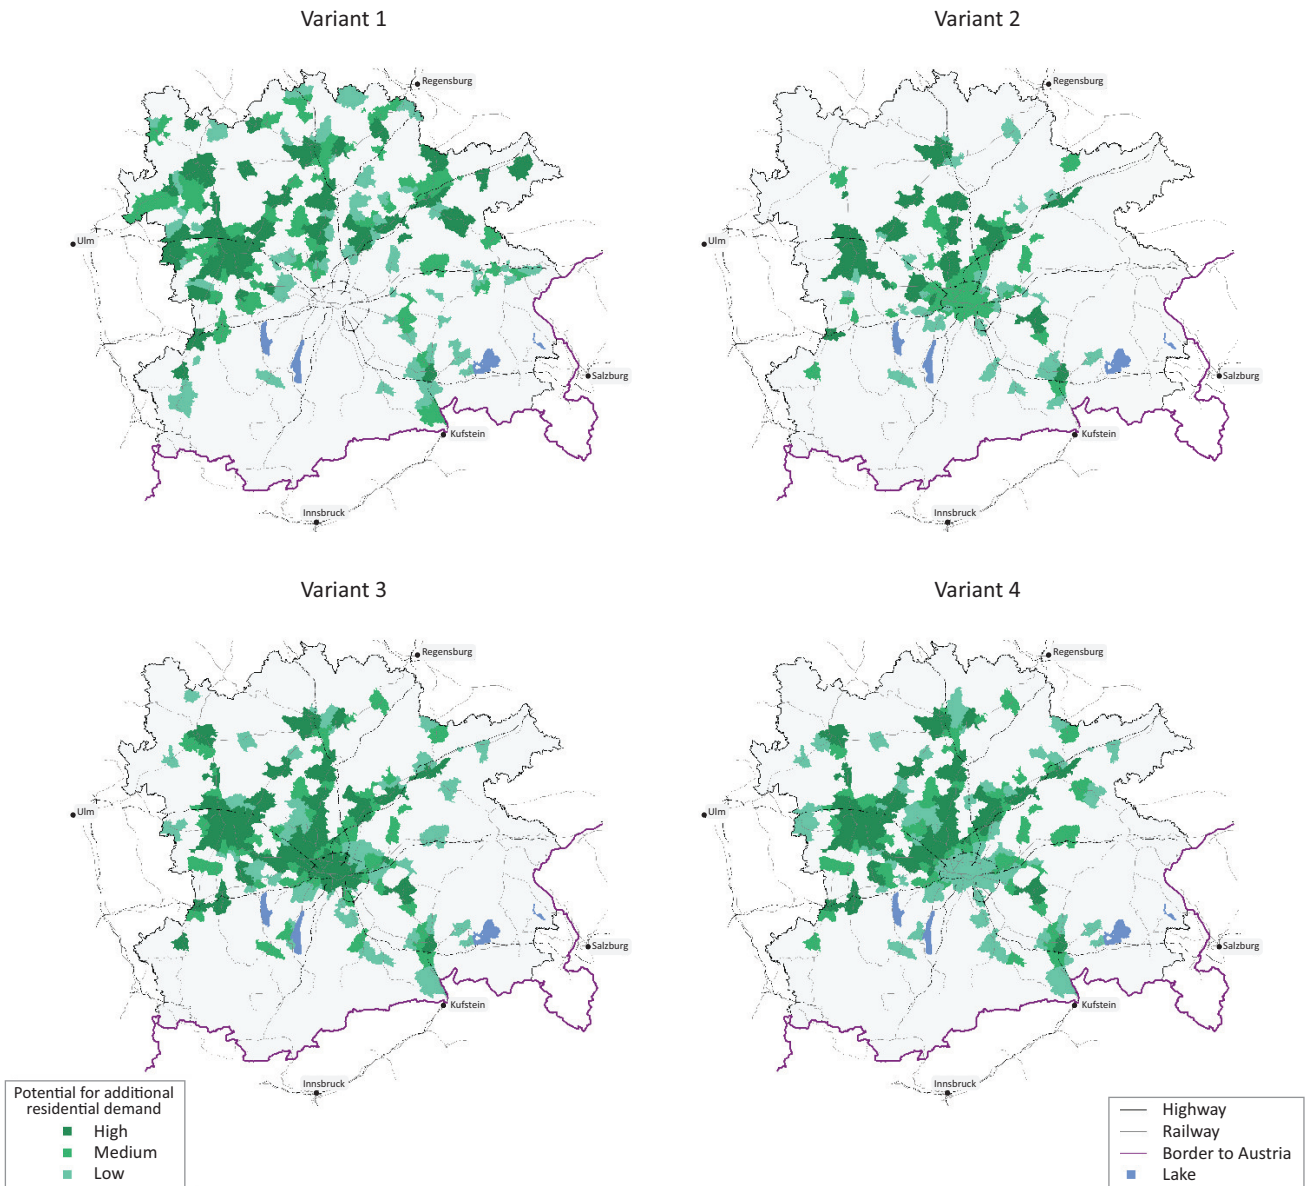 Variant 1
Variant 2
Regensburg
Regensburg
Ulm
Ulm
Salzburg
Salzburg
Kufstein
Kufstein
Innsbruck
Innsbruck
Variant 3
Variant 4
Regensburg
Regensburg
Ulm
Ulm
Salzburg
Salzburg
Kufstein
Kufstein
Innsbruck
Innsbruck
Potential for additional
residential demand
High
Medium
Low
Highway
Railway
Border to Austria
Lake